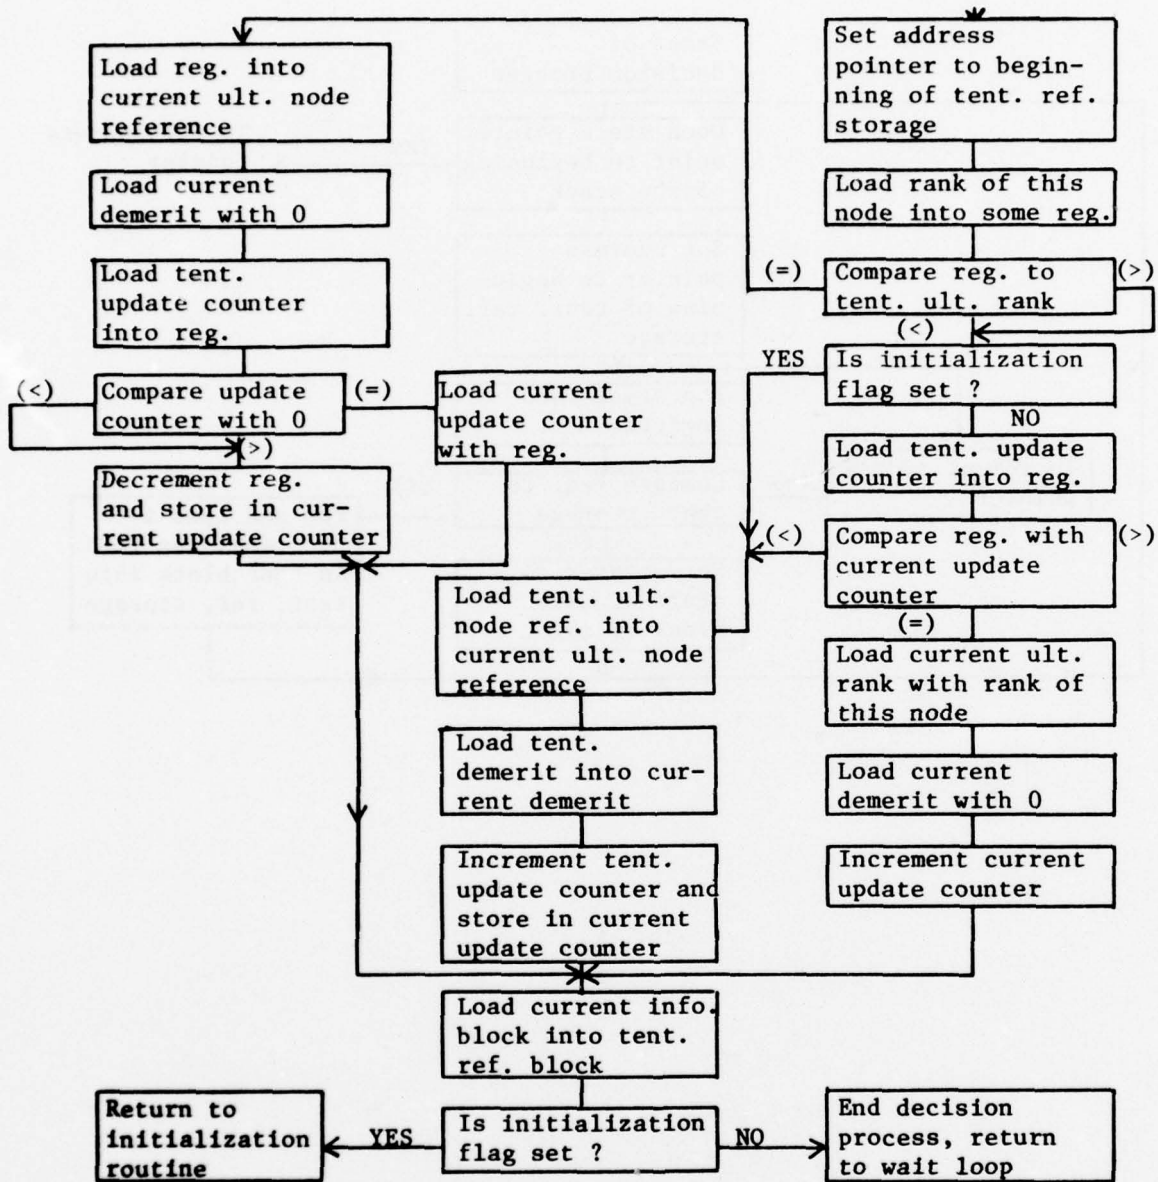 Set address
pointer to begin-
ning of tent. ref.
storage
Load rank of this
node into some reg.
(=)
Compare reg. to
tent. ult. rank
(>)
(<)
YES
Is initialization
flag set ?
NO
Load tent. update
counter into reg.
(<)
Compare reg. with
current update
counter
(>)
(=)
Load current ult.
rank with rank of
this node
Load current
demerit with 0
Increment current
update counter
Load reg. into
current ult. node
reference
Load current
demerit with 0
Load tent.
update counter
into reg.
(<)
Compare update
counter with 0
(=)
(>)
Load current
update counter
with reg.
Decrement reg.
and store in cur-
rent update counter
Load tent. ult.
node ref. into
current ult. node
reference
Load tent.
demerit into cur-
rent demerit
Increment tent.
update counter and
store in current
update counter
Load current info.
block into tent.
ref. block
Is initialization
flag set ?
YES
NO
Return to
initialization
routine
End decision
process, return
to wait loop